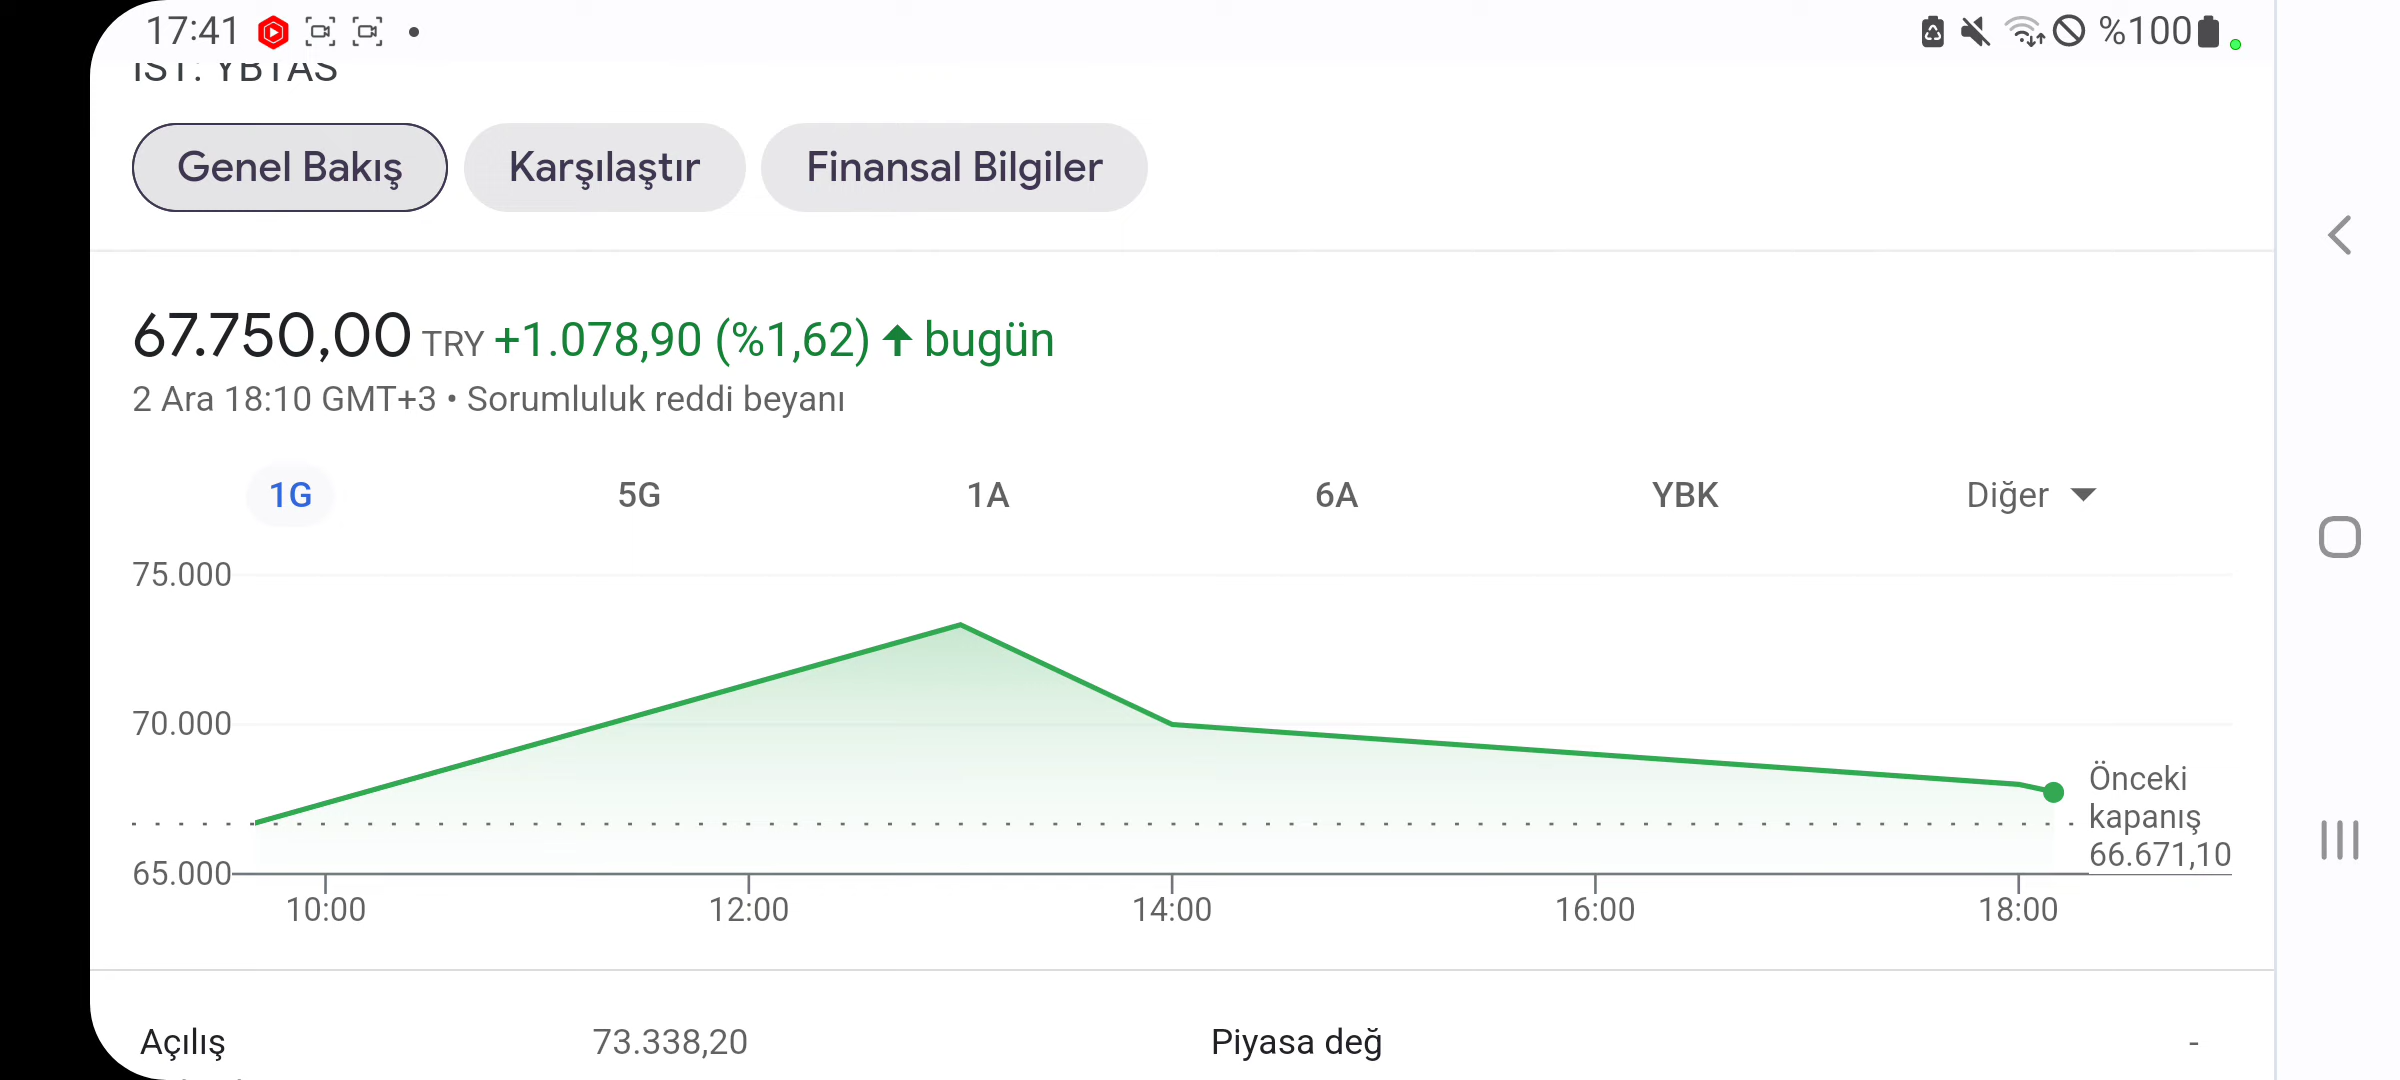 17:41
%100
IST: YBTAS
Genel Bakış
Karşılaştır
Finansal Bilgiler
67.750,00 TRY +1.078,90 (%1,62) ↑ bugün
2 Ara 18:10 GMT+3 • Sorumluluk reddi beyanı
1G
5G
1A
6A
YBK
Diğer
75.000
70.000
65.000
Önceki
kapanış
66.671,10
10:00
12:00
14:00
16:00
18:00
Açılış
73.338,20
Piyasa değ
-